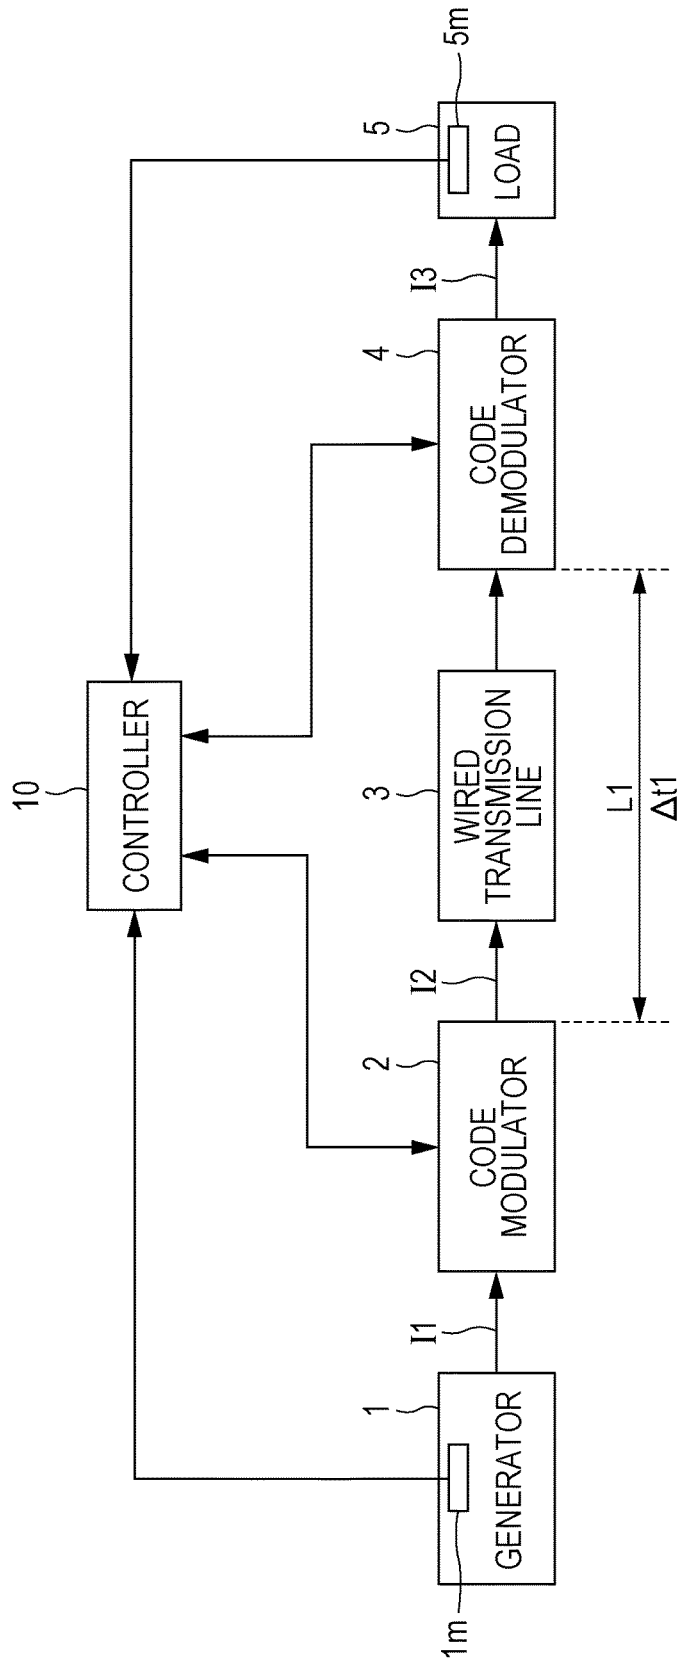 10
CONTROLLER
1m
1
GENERATOR
I1
2
CODE
MODULATOR
I2
3
WIRED
TRANSMISSION
LINE
4
CODE
DEMODULATOR
I3
5
5m
LOAD
L1
Δt1